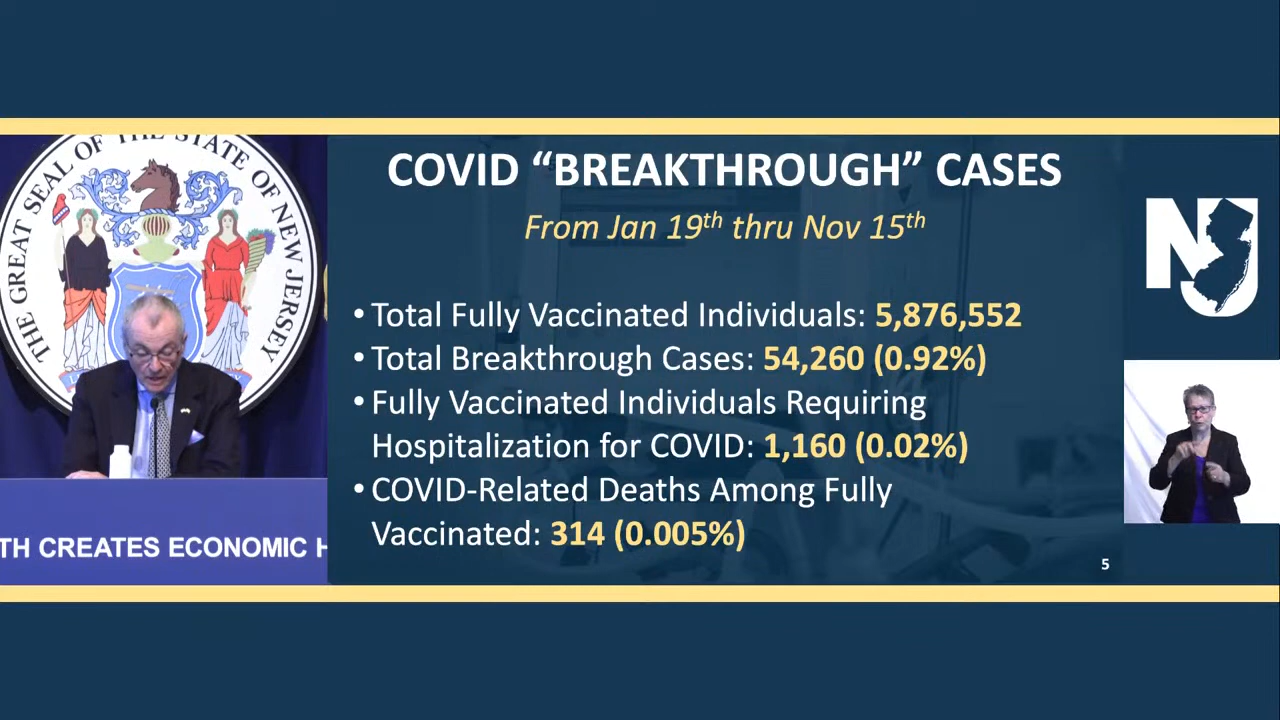 THE GREAT SEAL OF THE STATE OF NEW JERSEY
TH CREATES ECONOMIC H
COVID “BREAKTHROUGH” CASES
From Jan 19th thru Nov 15th
• Total Fully Vaccinated Individuals: 5,876,552
• Total Breakthrough Cases: 54,260 (0.92%)
• Fully Vaccinated Individuals Requiring
Hospitalization for COVID: 1,160 (0.02%)
• COVID-Related Deaths Among Fully
Vaccinated: 314 (0.005%)
5
NJ